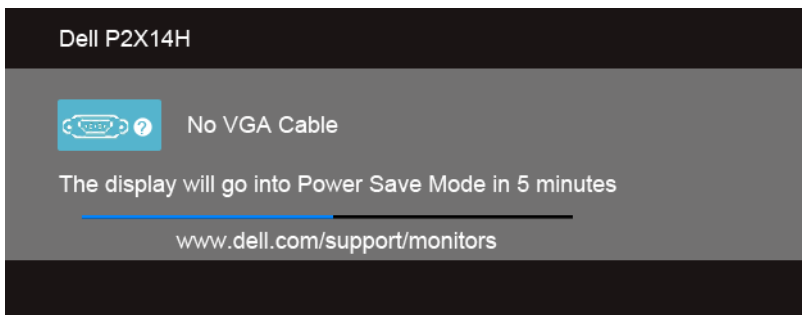 Dell P2X14H
No VGA Cable
The display will go into Power Save Mode in 5 minutes
www.dell.com/support/monitors